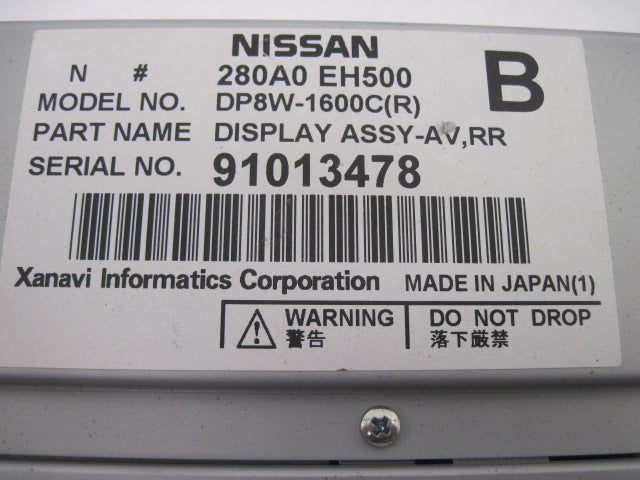 NISSAN
N # 280A0 EH500 B
MODEL NO. DP8W-1600C(R)
PART NAME DISPLAY ASSY-AV,RR
SERIAL NO. 91013478
Xanavi Informatics Corporation MADE IN JAPAN(1)
WARNING DO NOT DROP
警告 落下厳禁